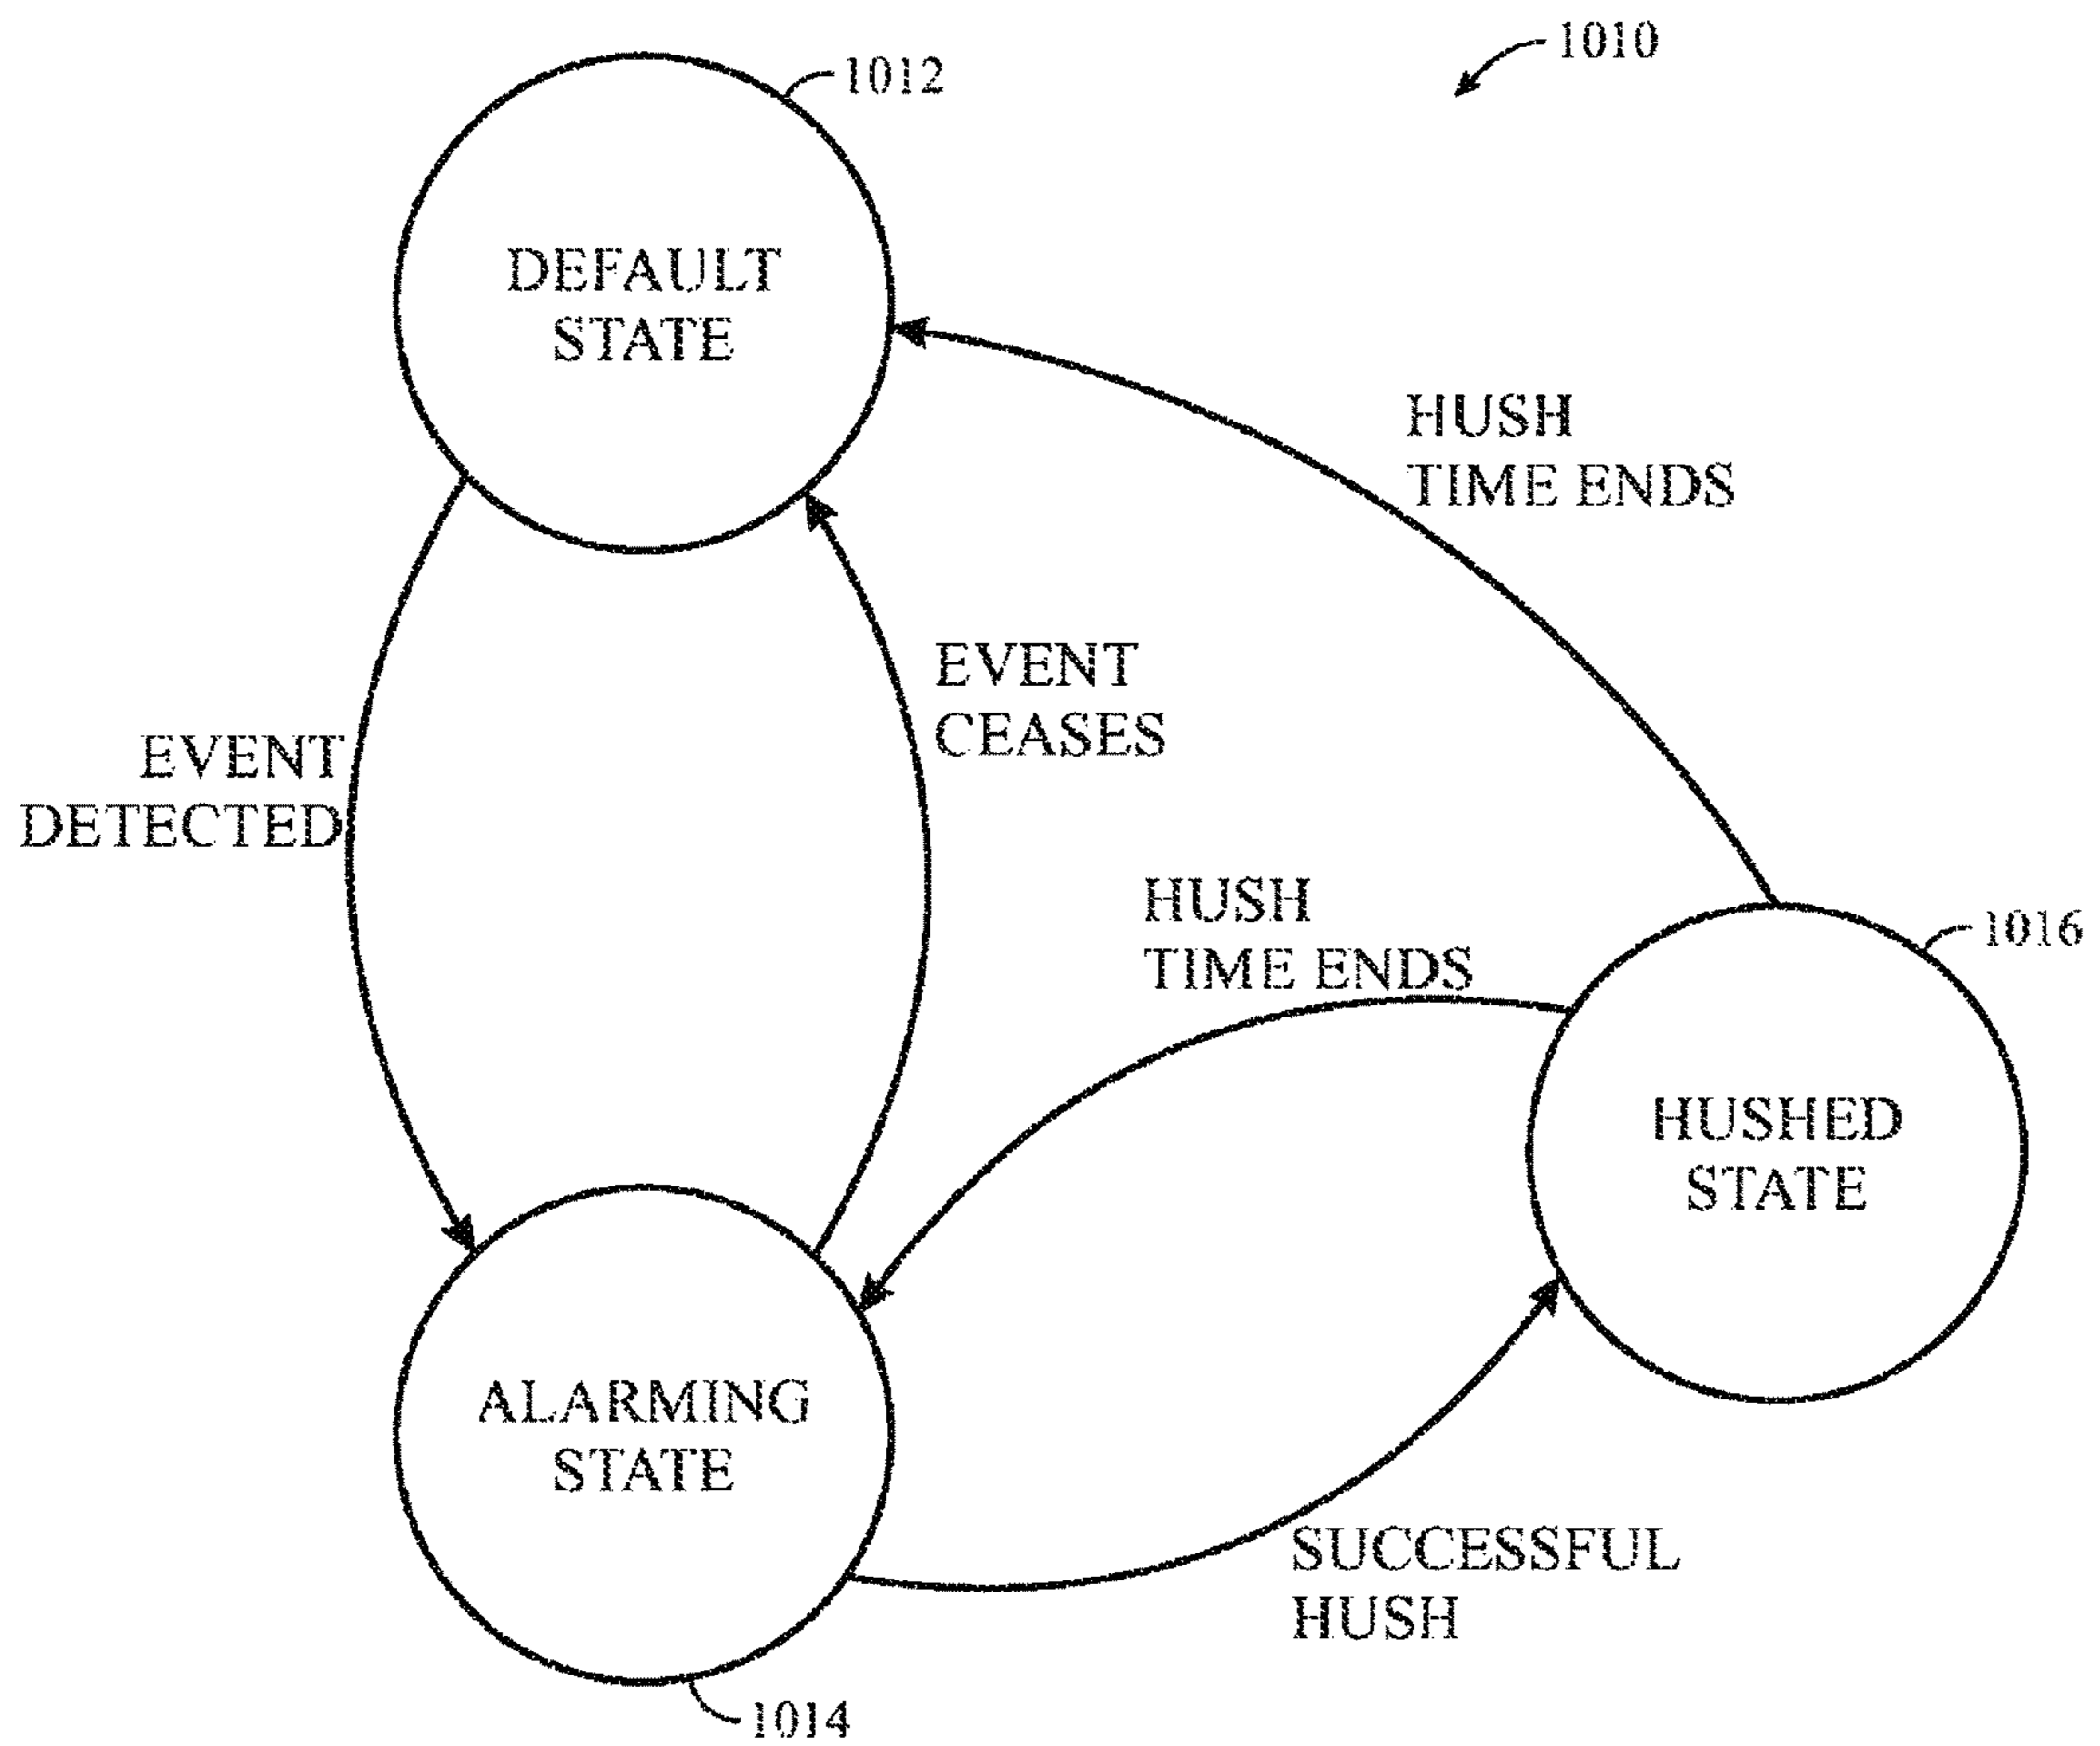 1010
1012
DEFAULT
STATE
HUSH
TIME ENDS
EVENT
CEASES
EVENT
DETECTED
HUSH
TIME ENDS
1016
HUSHED
STATE
ALARMING
STATE
SUCCESSFUL
HUSH
1014